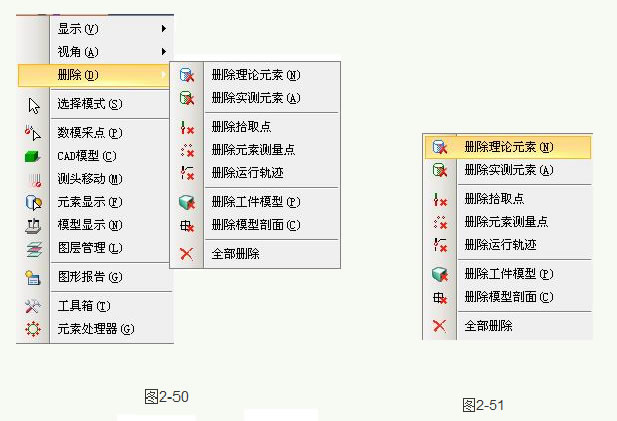 显示(V)
视角(A)
删除(D)
选择模式(S)
数模采点(P)
CAD模型(C)
测头移动(M)
元素显示(F)
模型显示(N)
图层管理(L)
图形报告(G)
工具箱(T)
元素处理器(G)
删除理论元素(N)
删除实测元素(A)
删除拾取点
删除元素测量点
删除运行轨迹
删除工件模型(P)
删除模型剖面(C)
全部删除
图2-50
删除理论元素(N)
删除实测元素(A)
删除拾取点
删除元素测量点
删除运行轨迹
删除工件模型(P)
删除模型剖面(C)
全部删除
图2-51